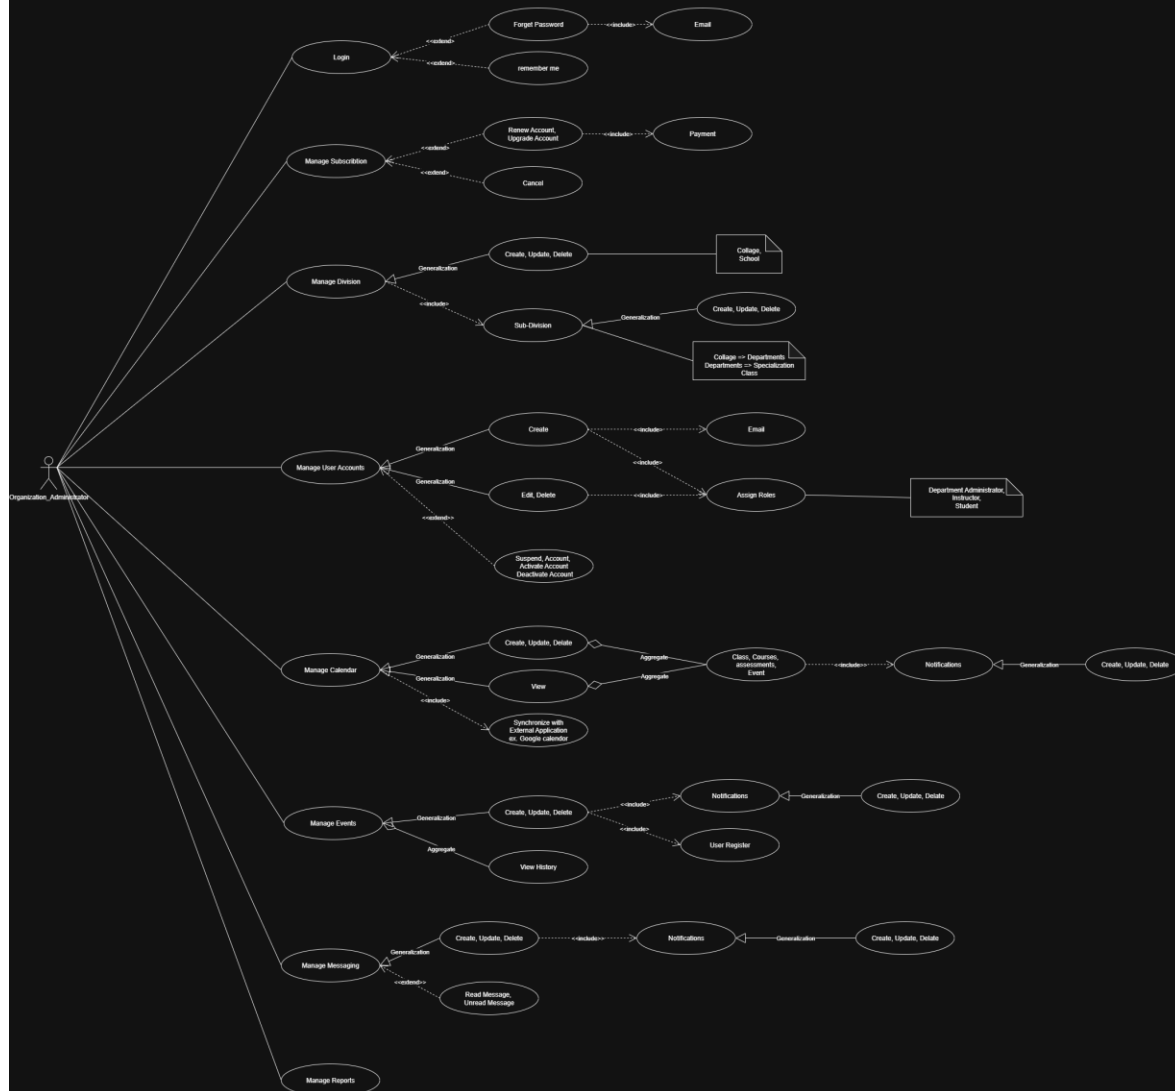 Forget Password
<<include>>
Email
<<extend>>
Login
<<extend>>
remember me
Renew Account,
Upgrade Account
<<include>>
Payment
<<extend>>
Manage Subscribtion
<<extend>>
Cancel
Create, Update, Delete
Collage,
School
Generalization
Manage Division
<<include>>
Sub-Division
Generalization
Create, Update, Delete
Collage => Departments
Departments => Specialization
Class
Create
<<include>>
Email
Generalization
<<include>>
Manage User Accounts
Generalization
Edit, Delete
<<include>>
Assign Roles
Department Administrator,
Instructor,
Student
Organization_Administrator
<<extend>>
Suspend, Account,
Activate Account
Deactivate Account
Create, Update, Delate
Generalization
Aggregate
Manage Calendar
Class, Courses,
assessments,
Event
<<include>>
Notifications
Generalization
Create, Update, Delate
Generalization
Aggregate
View
<<include>>
Synchronize with
External Application
ex. Google calendor
Notifications
Generalization
Create, Update, Delate
<<include>>
Create, Update, Delete
Generalization
Manage Events
<<include>>
User Register
Aggregate
View History
Create, Update, Delete
<<include>>
Notifications
Generalization
Create, Update, Delate
Generalization
Manage Messaging
<<extend>>
Read Message,
Unread Message
Manage Reports